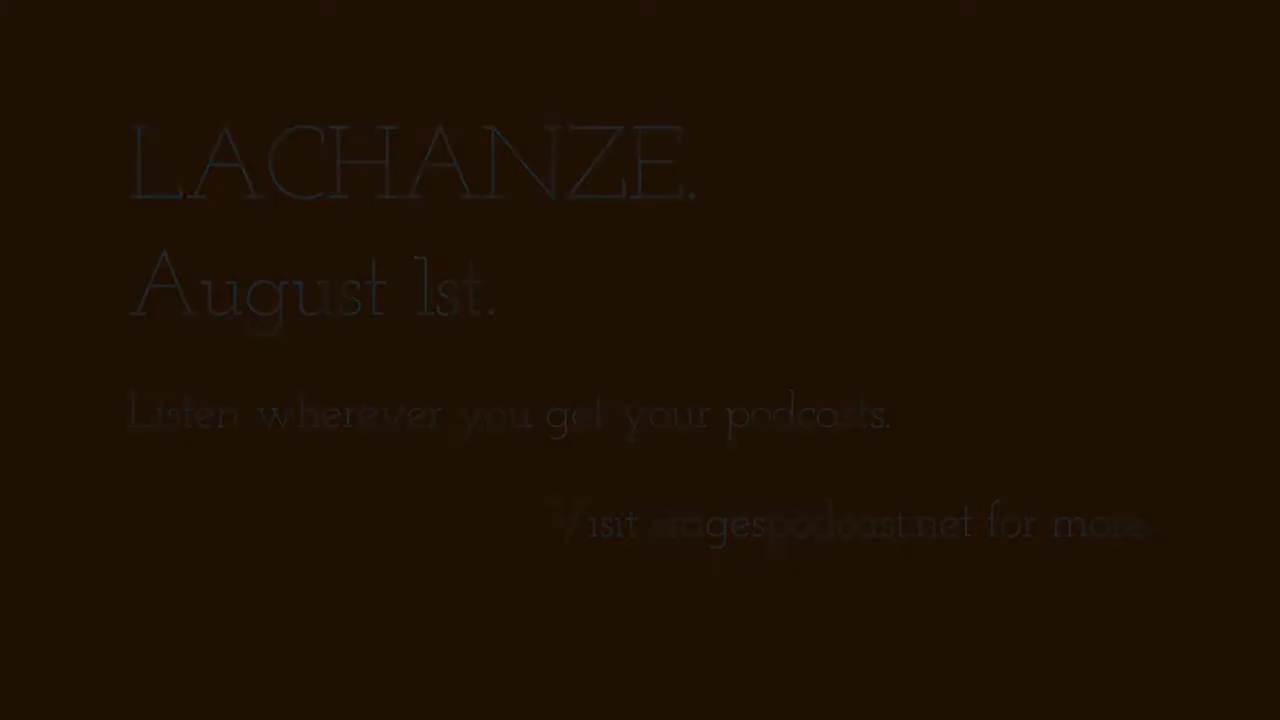 LACHANZE.
August 1st.
Listen wherever you get your podcasts.
Visit stagespodcast.net for more.